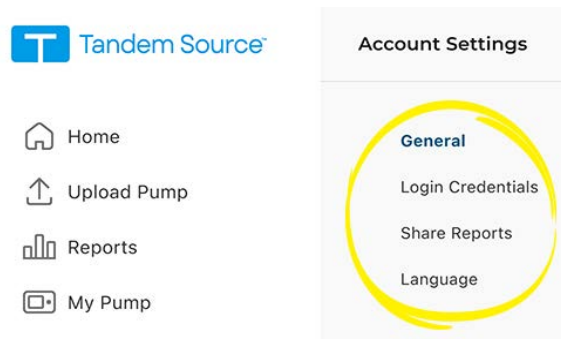 Tandem Source™
Home
Upload Pump
Reports
My Pump
Account Settings
General
Login Credentials
Share Reports
Language